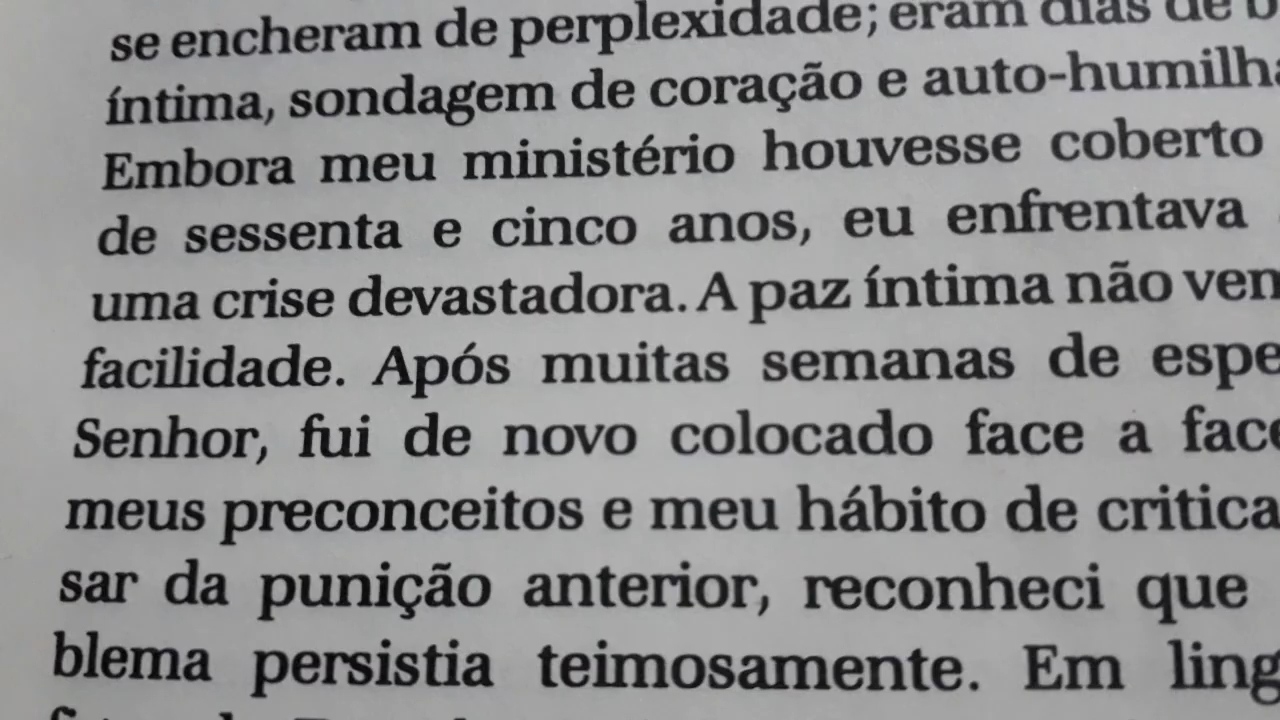 se encheram de perplexidade; eram dias de b
íntima, sondagem de coração e auto-humilha
Embora meu ministério houvesse coberto
de sessenta e cinco anos, eu enfrentava
uma crise devastadora. A paz íntima não ven
facilidade. Após muitas semanas de espe
Senhor, fui de novo colocado face a face
meus preconceitos e meu hábito de critica
sar da punição anterior, reconheci que
blema persistia teimosamente. Em ling